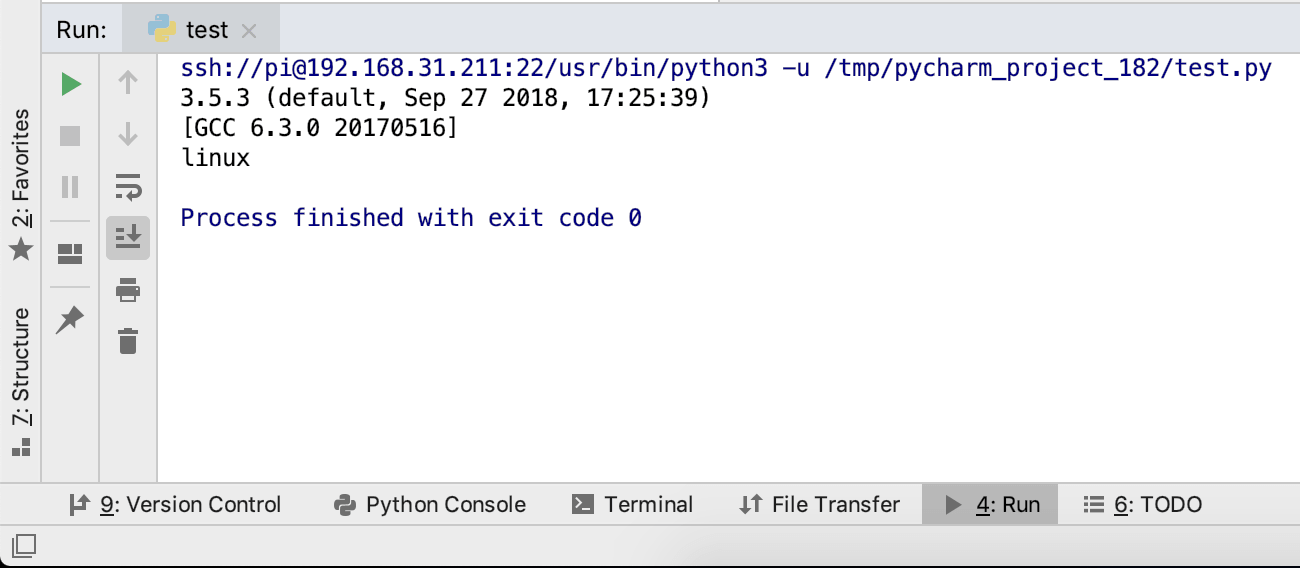 Run: test
ssh://pi@192.168.31.211:22/usr/bin/python3 -u /tmp/pycharm_project_182/test.py
3.5.3 (default, Sep 27 2018, 17:25:39)
[GCC 6.3.0 20170516]
linux
Process finished with exit code 0
2: Favorites
7: Structure
9: Version Control Python Console Terminal File Transfer 4: Run 6: TODO